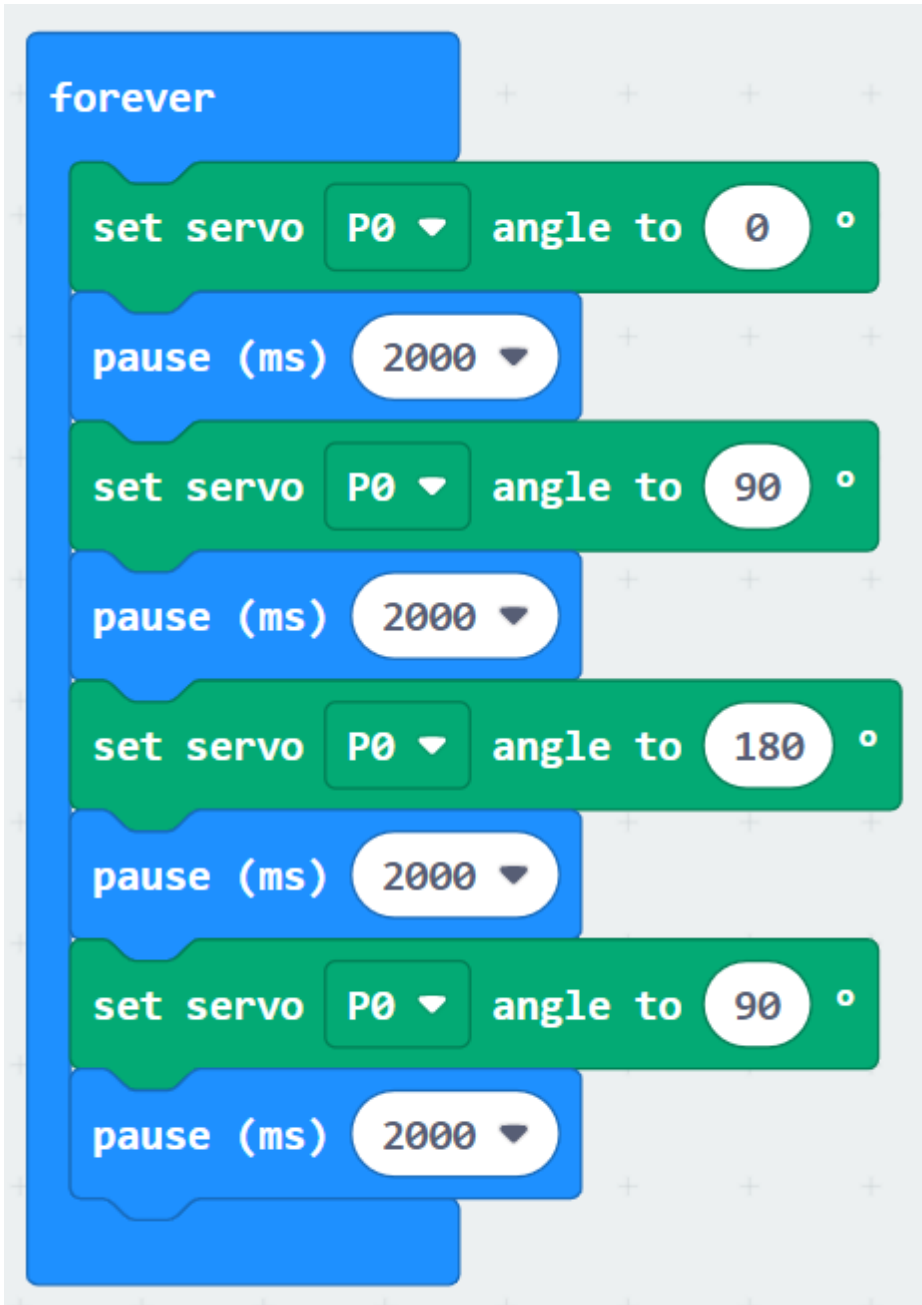 forever
set servo P0 angle to 0 °
pause (ms) 2000
set servo P0 angle to 90 °
pause (ms) 2000
set servo P0 angle to 180 °
pause (ms) 2000
set servo P0 angle to 90 °
pause (ms) 2000